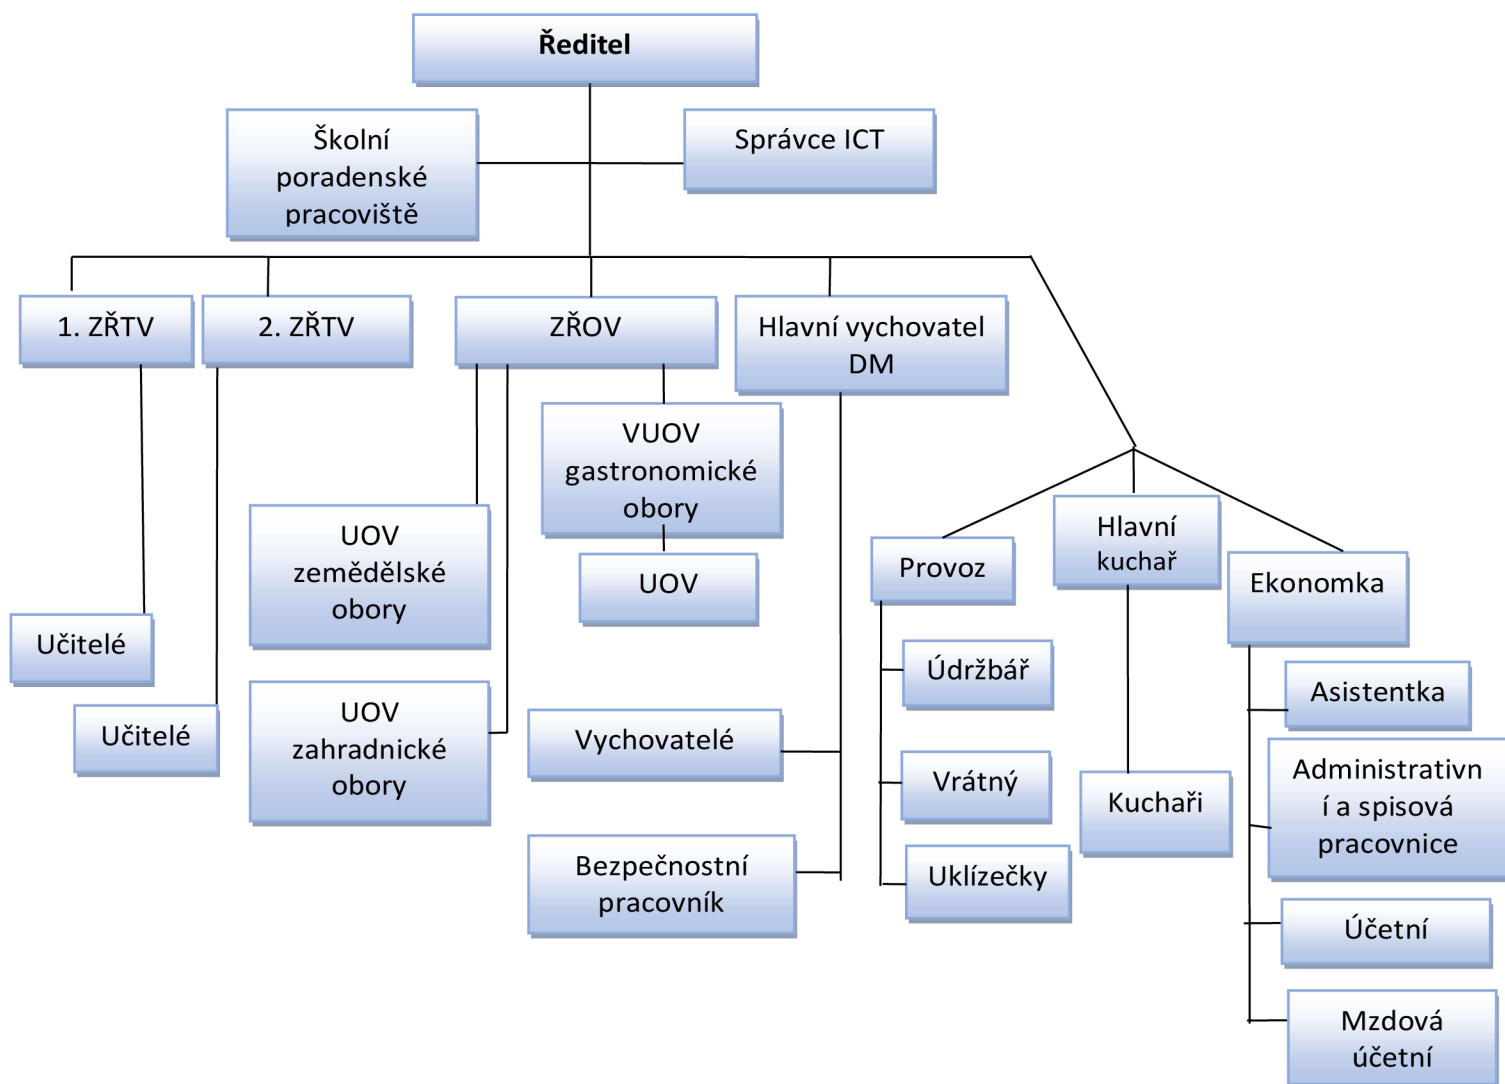 Ředitel
Školní
poradenské
pracoviště
Správce ICT
1. ZŘTV
2. ZŘTV
ZŘOV
Hlavní vychovatel
DM
VUOV
gastronomické
obory
UOV
zemědělské
obory
UOV
Hlavní
kuchař
Provoz
Ekonomka
Učitelé
Údržbář
Asistentka
Učitelé
UOV
zahradnické
obory
Vychovatelé
Vrátný
Kuchaři
Administrativn
í a spisová
pracovnice
Bezpečnostní
pracovník
Uklízečky
Účetní
Mzdová
účetní